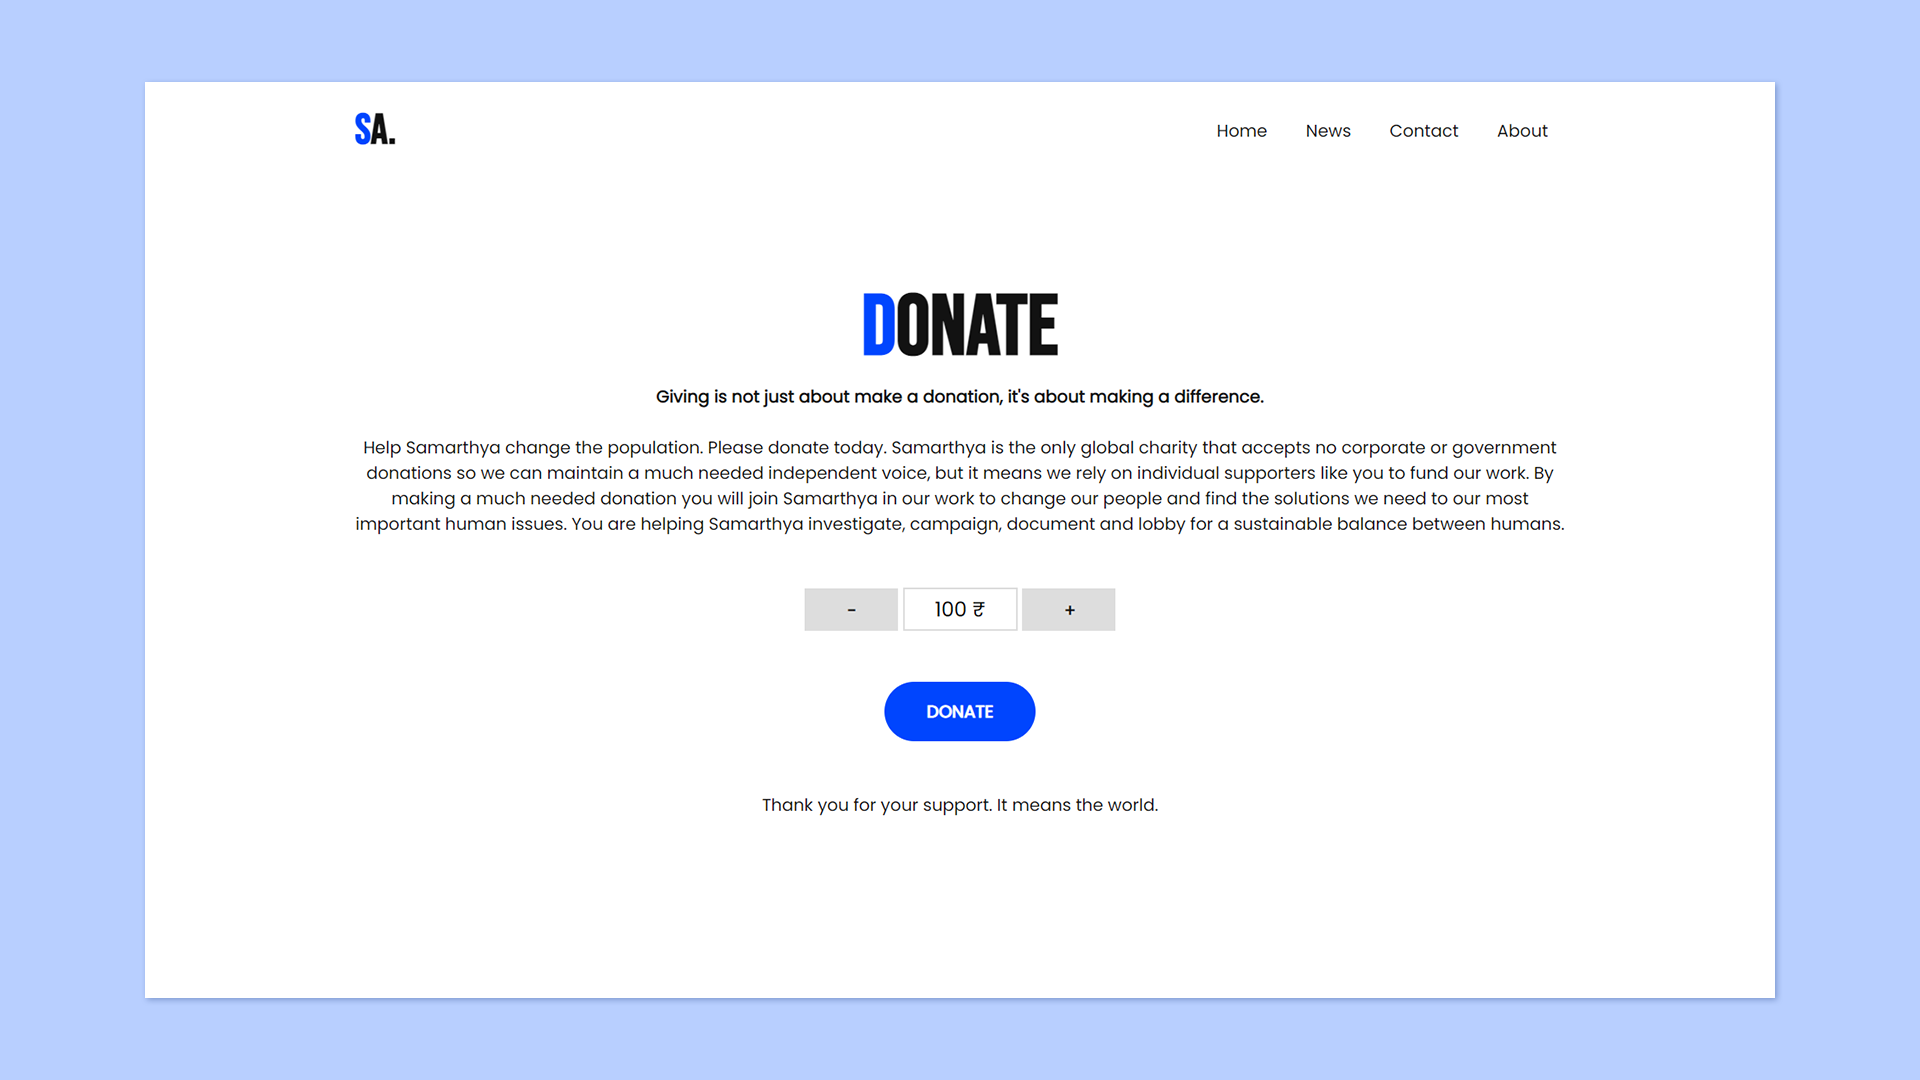 SA.
Home News Contact About
DONATE
Giving is not just about make a donation, it's about making a difference.
Help Samarthya change the population. Please donate today. Samarthya is the only global charity that accepts no corporate or government
donations so we can maintain a much needed independent voice, but it means we rely on individual supporters like you to fund our work. By
making a much needed donation you will join Samarthya in our work to change our people and find the solutions we need to our most
important human issues. You are helping Samarthya investigate, campaign, document and lobby for a sustainable balance between humans.
- 100 ₹ +
DONATE
Thank you for your support. It means the world.